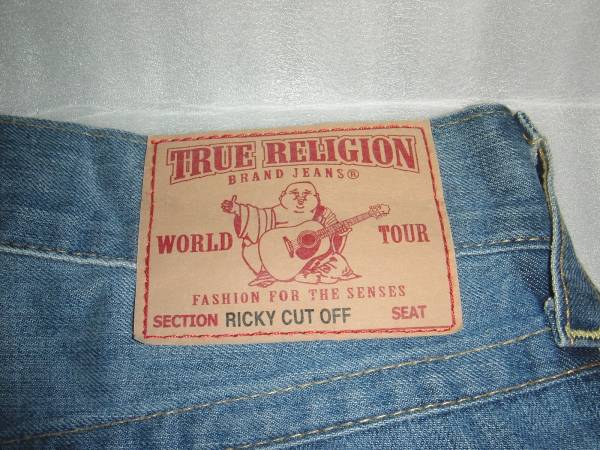 TRUE RELIGION
BRAND JEANS®
WORLD TOUR
FASHION FOR THE SENSES
SECTION RICKY CUT OFF SEAT